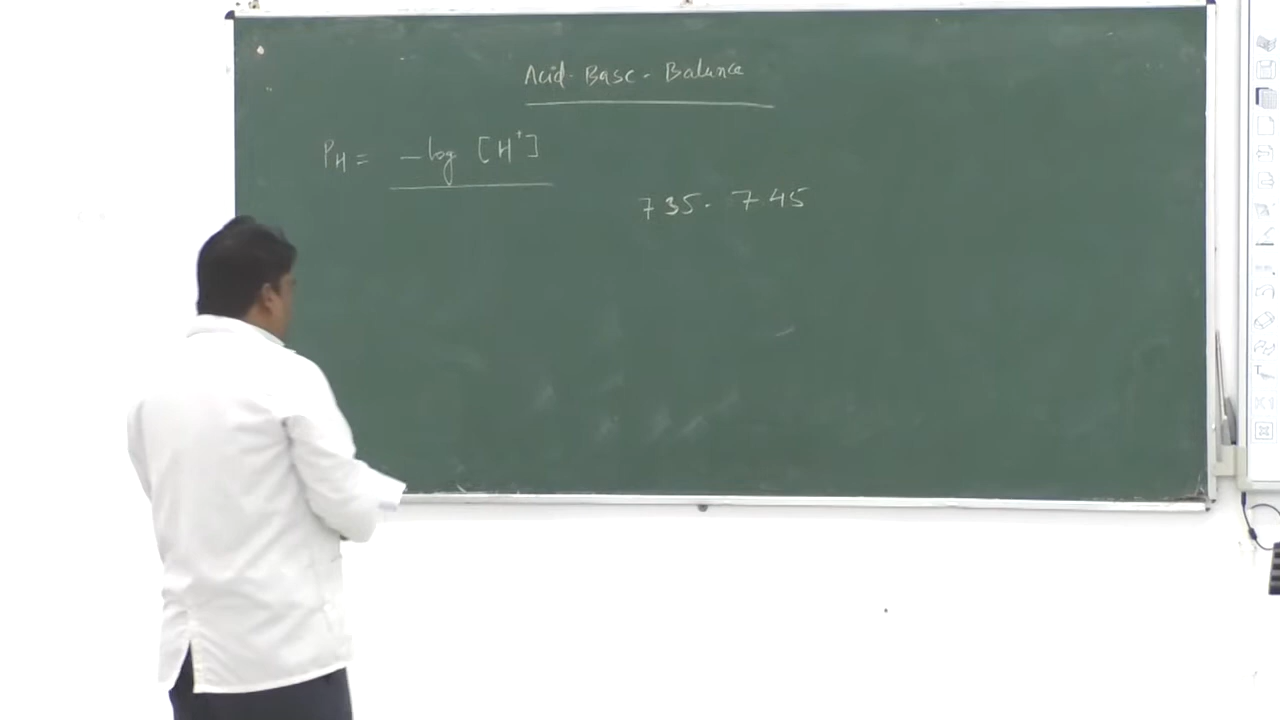 Acid-Base-Balance
PH = -log [H⁺]
7.35 - 7.45